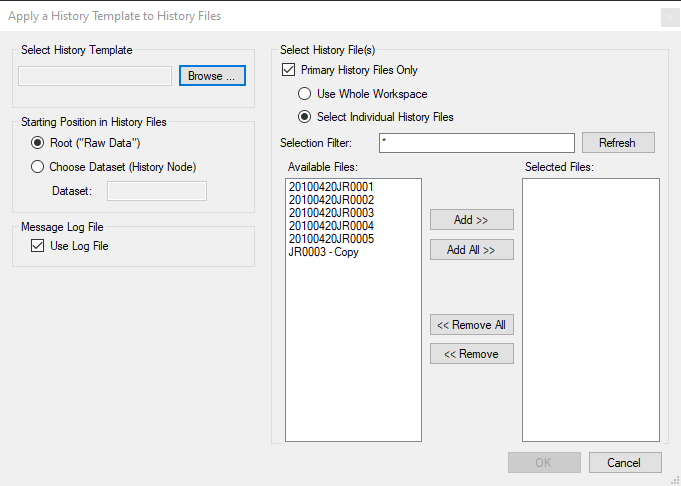 Apply a History Template to History Files
Select History Template
Browse ...
Starting Position in History Files
Root ("Raw Data")
Choose Dataset (History Node)
Dataset:
Message Log File
Use Log File
Select History File(s)
Primary History Files Only
Use Whole Workspace
Select Individual History Files
Selection Filter:
*
Refresh
Available Files:
20100420JR0001
20100420JR0002
20100420JR0003
20100420JR0004
20100420JR0005
JR0003 - Copy
Add >>
Add All >>
<< Remove All
<< Remove
Selected Files:
OK
Cancel